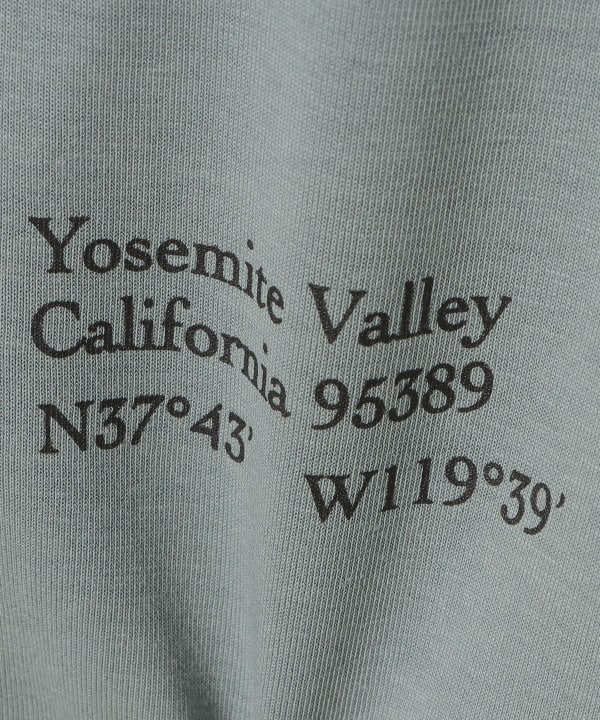 Yosemite Valley
California 95389
N37°43'
W119°39'